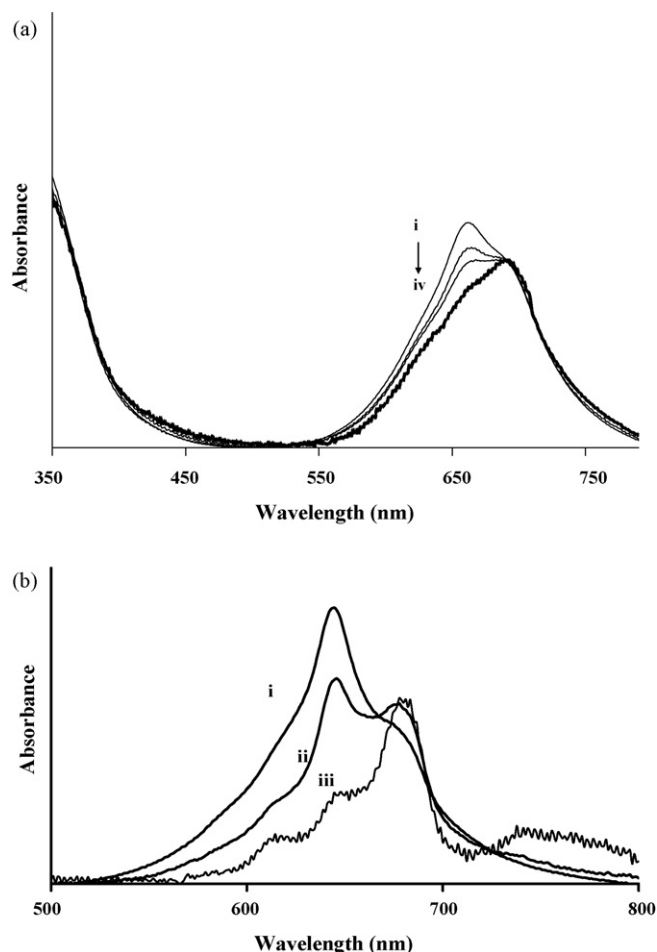 (a)
Absorbance
i
iv
350 450 550 650 750
Wavelength (nm)
(b)
Absorbance
i
ii
iii
500 600 700 800
Wavelength (nm)